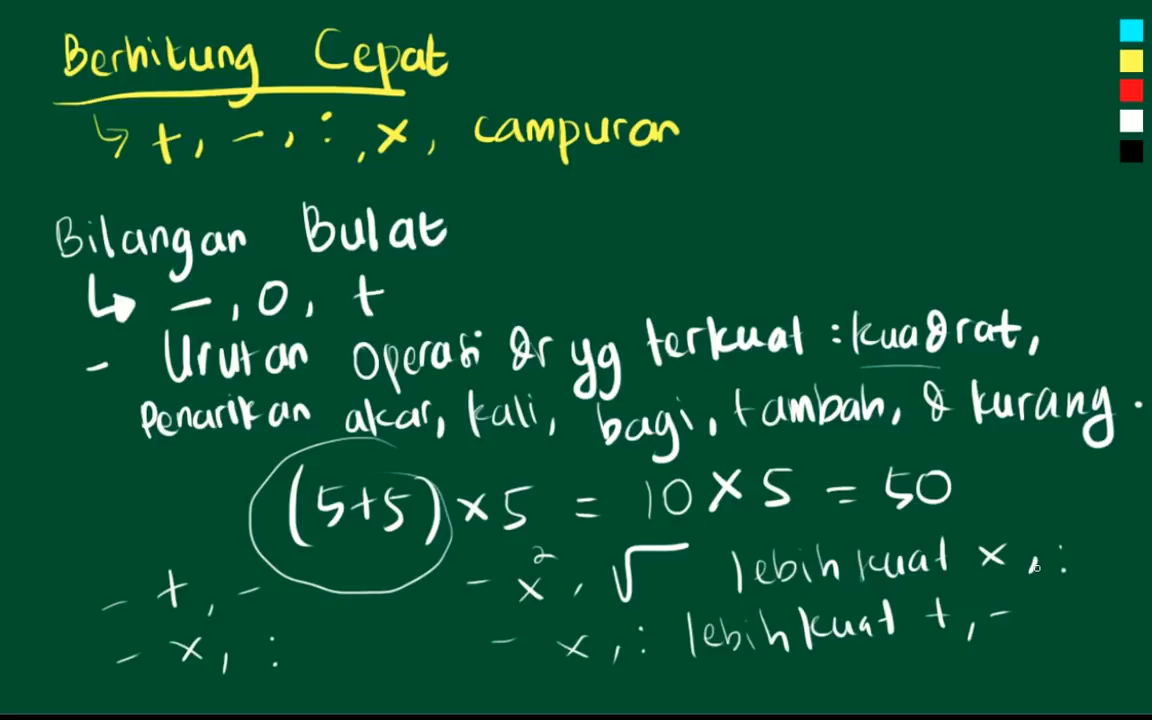 Berhitung Cepat
↳ +, -, :, x, campuran
Bilangan Bulat
↳ -, 0, +
- Urutan operasi dr yg terkuat : kuadrat,
Penarikan akar, kali, bagi, tambah, & kurang.
(5+5) × 5 = 10 × 5 = 50
- +, -
- x, :
- x², √ lebih kuat x, :
- x, : lebih kuat +, -